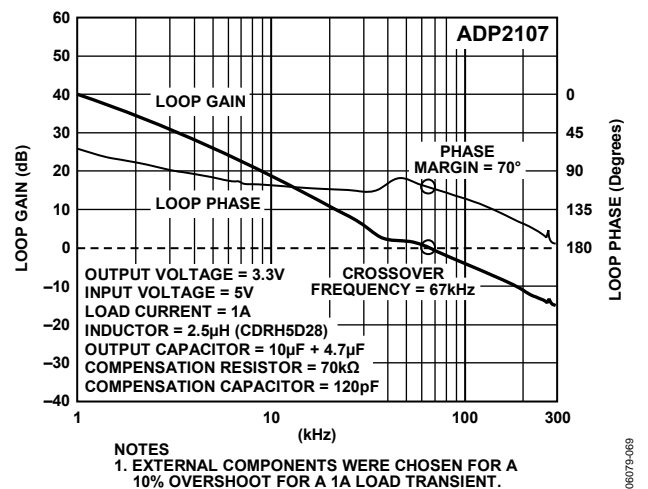 ADP2107
60
50
40
30
20
10
0
–10
–20
–30
–40
LOOP GAIN (dB)
0
45
90
135
180
LOOP PHASE (Degrees)
LOOP GAIN
PHASE
MARGIN = 70°
LOOP PHASE
CROSSOVER
FREQUENCY = 67kHz
OUTPUT VOLTAGE = 3.3V
INPUT VOLTAGE = 5V
LOAD CURRENT = 1A
INDUCTOR = 2.5µH (CDRH5D28)
OUTPUT CAPACITOR = 10µF + 4.7µF
COMPENSATION RESISTOR = 70kΩ
COMPENSATION CAPACITOR = 120pF
1
10
100
300
(kHz)
NOTES
1. EXTERNAL COMPONENTS WERE CHOSEN FOR A
10% OVERSHOOT FOR A 1A LOAD TRANSIENT.
06079-069